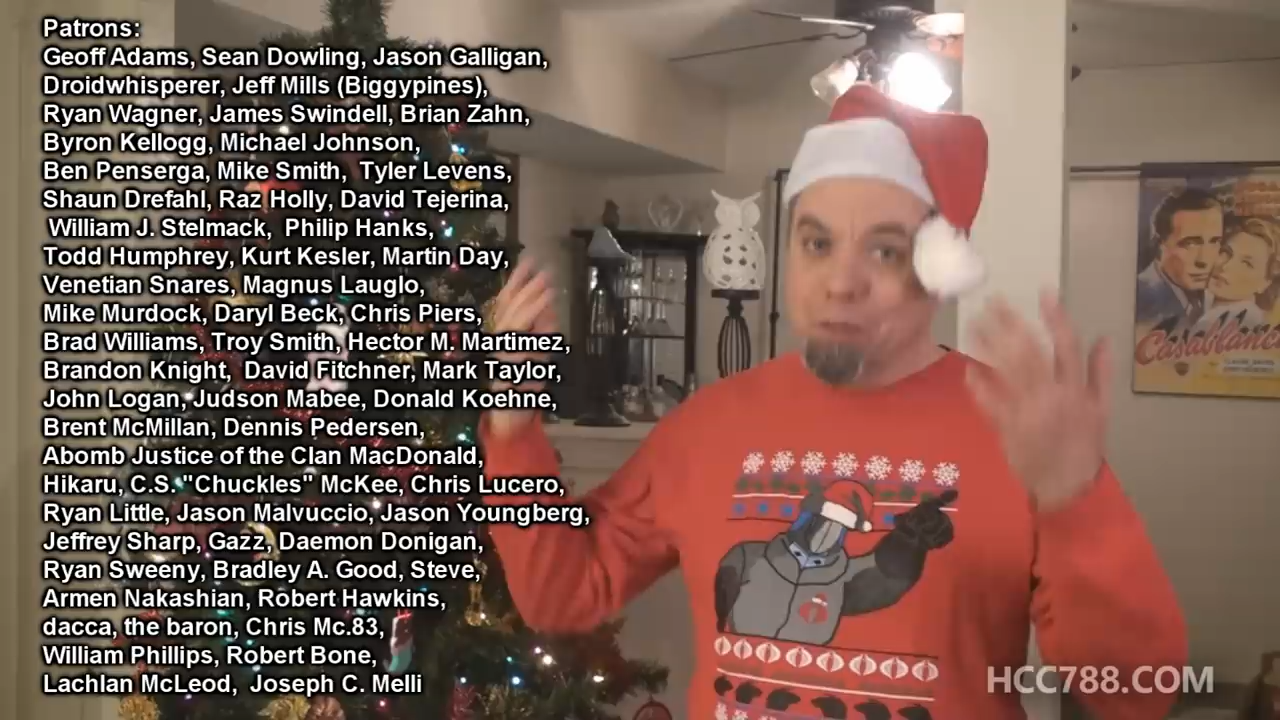 Patrons:
Geoff Adams, Sean Dowling, Jason Galligan,
Droidwhisperer, Jeff Mills (Biggypines),
Ryan Wagner, James Swindell, Brian Zahn,
Byron Kellogg, Michael Johnson,
Ben Penserga, Mike Smith, Tyler Levens,
Shaun Drefahl, Raz Holly, David Tejerina,
William J. Stelmack, Philip Hanks,
Todd Humphrey, Kurt Kesler, Martin Day,
Venetian Snares, Magnus Lauglo,
Mike Murdock, Daryl Beck, Chris Piers,
Brad Williams, Troy Smith, Hector M. Martimez,
Brandon Knight, David Fitchner, Mark Taylor,
John Logan, Judson Mabee, Donald Koehne,
Brent McMillan, Dennis Pedersen,
Abomb Justice of the Clan MacDonald,
Hikaru, C.S. "Chuckles" McKee, Chris Lucero,
Ryan Little, Jason Malvuccio, Jason Youngberg,
Jeffrey Sharp, Gazz, Daemon Donigan,
Ryan Sweeny, Bradley A. Good, Steve,
Armen Nakashian, Robert Hawkins,
dacca, the baron, Chris Mc.83,
William Phillips, Robert Bone,
Lachlan McLeod, Joseph C. Melli
Casablanc
HCC788.COM